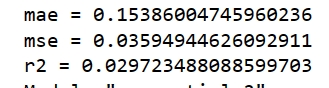 mae = 0.15386004745960236
mse = 0.03594944626092911
r2 = 0.029723488088599703